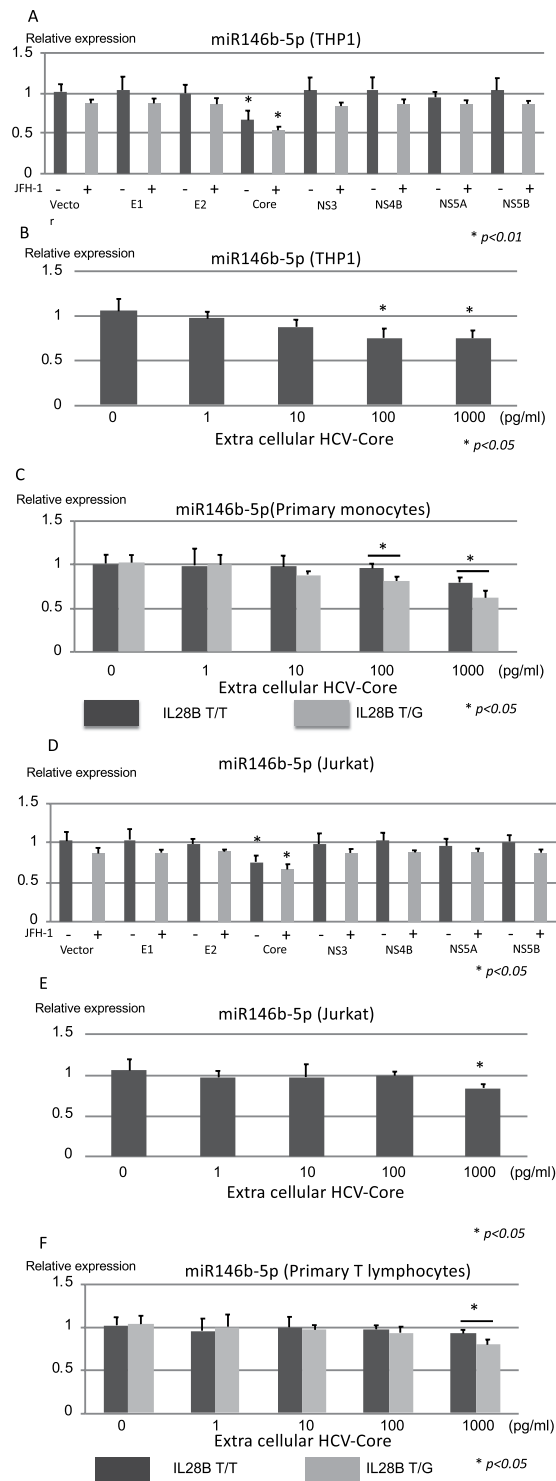 A
Relative expression
miR146b-5p (THP1)
1.5
1
0.5
0
* *
JFH-1 - + - + - + - + - + - + - + - +
Vecto
r
E1 E2 Core NS3 NS4B NS5A NS5B
* p<0.01
B
Relative expression
miR146b-5p (THP1)
1.5
1
0.5
0
* *
0 1 10 100 1000 (pg/ml)
Extra cellular HCV-Core
* p<0.05
C
Relative expression
miR146b-5p(Primary monocytes)
1.5
1
0.5
0
* *
0 1 10 100 1000 (pg/ml)
Extra cellular HCV-Core
IL28B T/T IL28B T/G
* p<0.05
D
Relative expression
miR146b-5p (Jurkat)
1.5
1
0.5
0
* *
JFH-1 - + - + - + - + - + - + - + - +
Vector E1 E2 Core NS3 NS4B NS5A NS5B
* p<0.05
E
Relative expression
miR146b-5p (Jurkat)
1.5
1
0.5
0
*
0 1 10 100 1000 (pg/ml)
Extra cellular HCV-Core
* p<0.05
F
Relative expression
miR146b-5p (Primary T lymphocytes)
1.5
1
0.5
0
*
0 1 10 100 1000 (pg/ml)
Extra cellular HCV-Core
IL28B T/T IL28B T/G
* p<0.05